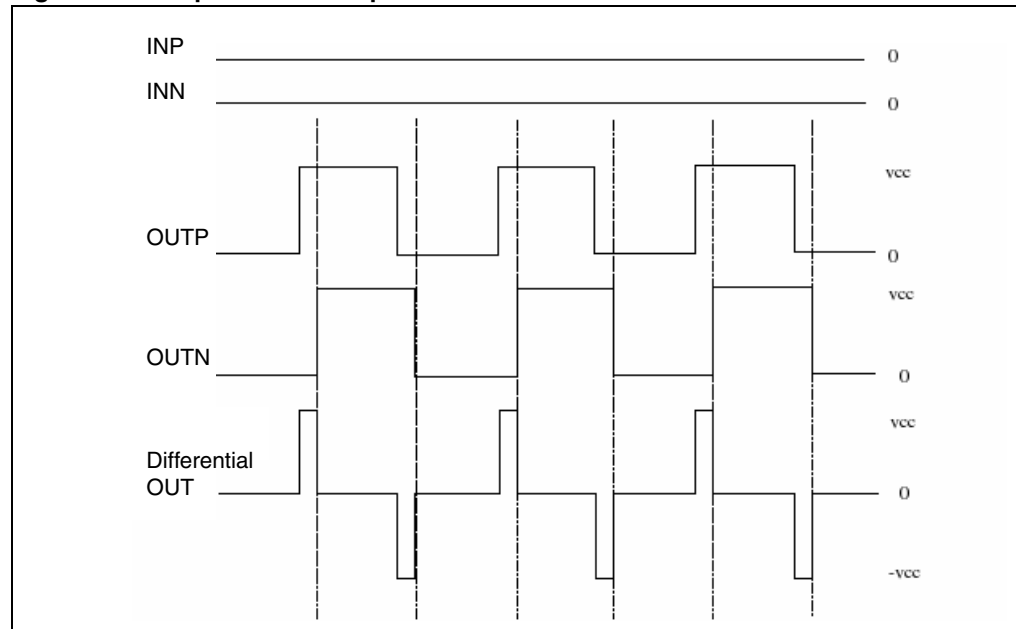 INP 0
INN 0
vcc
OUTP 0
vcc
OUTN 0
vcc
Differential
OUT 0
-vcc